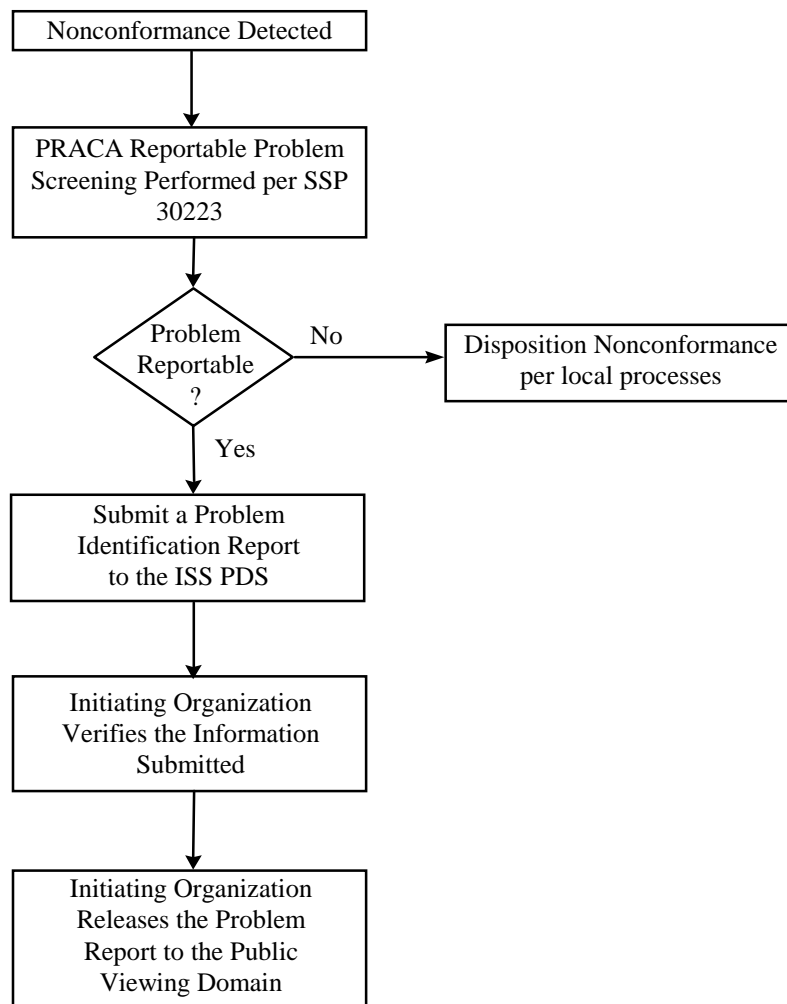 Nonconformance Detected
PRACA Reportable Problem
Screening Performed per SSP
30223
Problem
Reportable
?
No
Disposition Nonconformance
per local processes
Yes
Submit a Problem
Identification Report
to the ISS PDS
Initiating Organization
Verifies the Information
Submitted
Initiating Organization
Releases the Problem
Report to the Public
Viewing Domain